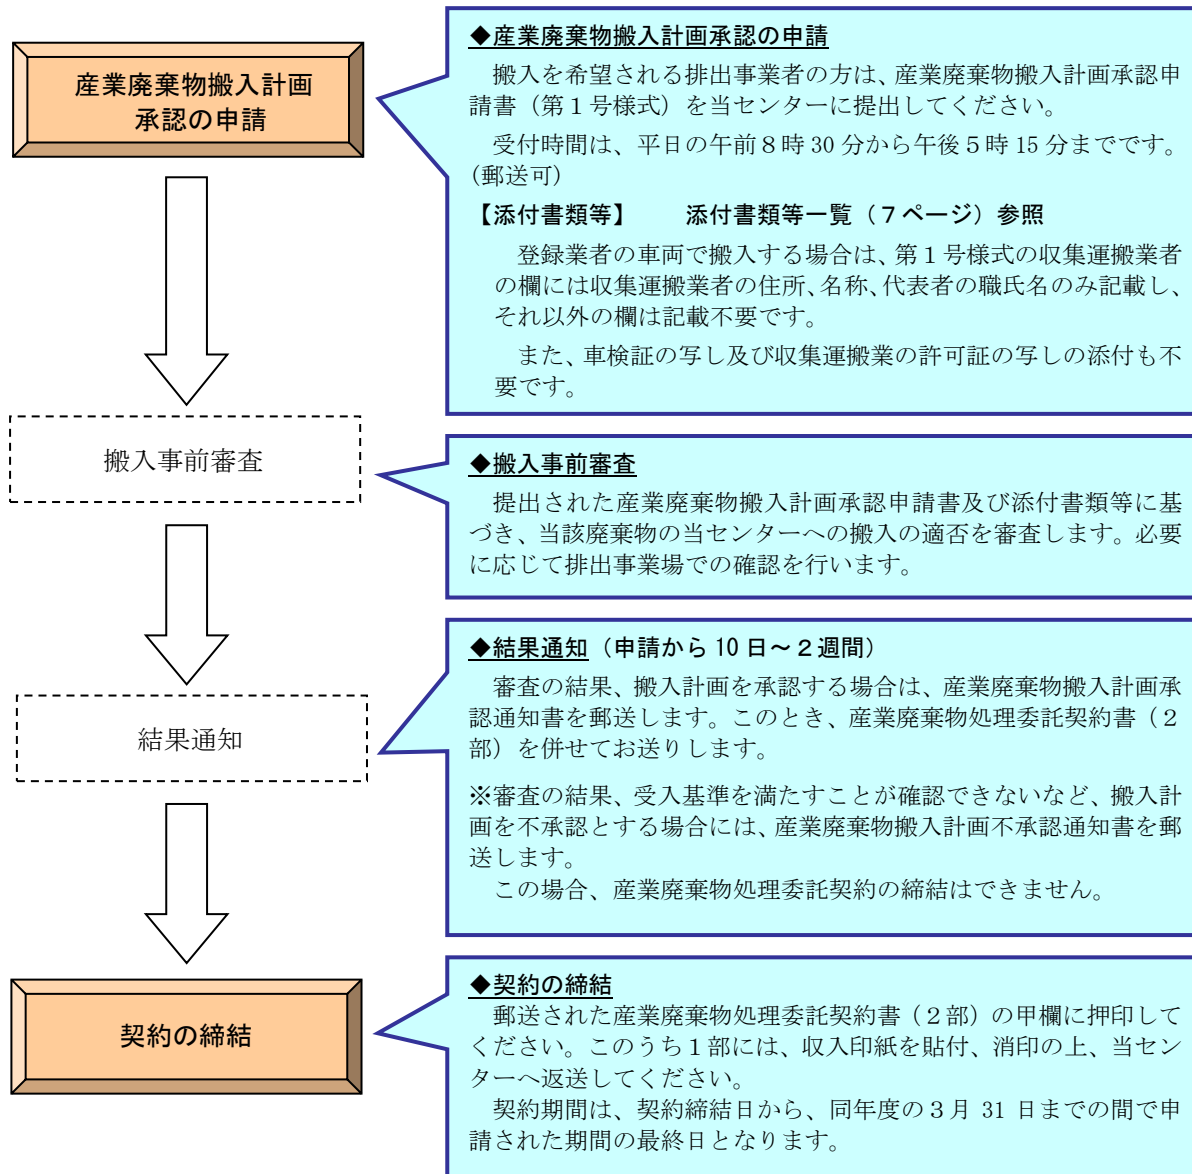 産業廃棄物搬入計画
承認の申請
◆産業廃棄物搬入計画承認の申請
搬入を希望される排出事業者の方は、産業廃棄物搬入計画承認申
請書（第１号様式）を当センターに提出してください。
受付時間は、平日の午前８時 30 分から午後５時 15 分までです。
(郵送可)
【添付書類等】　添付書類等一覧（７ページ）参照
登録業者の車両で搬入する場合は、第１号様式の収集運搬業者
の欄には収集運搬業者の住所、名称、代表者の職氏名のみ記載し、
それ以外の欄は記載不要です。
また、車検証の写し及び収集運搬業の許可証の写しの添付も不
要です。
搬入事前審査
◆搬入事前審査
提出された産業廃棄物搬入計画承認申請書及び添付書類等に基
づき、当該廃棄物の当センターへの搬入の適否を審査します。必要
に応じて排出事業場での確認を行います。
結果通知
◆結果通知（申請から 10 日～２週間）
審査の結果、搬入計画を承認する場合は、産業廃棄物搬入計画承
認通知書を郵送します。このとき、産業廃棄物処理委託契約書（２
部）を併せてお送りします。
※審査の結果、受入基準を満たすことが確認できないなど、搬入計
画を不承認とする場合には、産業廃棄物搬入計画不承認通知書を郵
送します。
この場合、産業廃棄物処理委託契約の締結はできません。
契約の締結
◆契約の締結
郵送された産業廃棄物処理委託契約書（２部）の甲欄に押印して
ください。このうち１部には、収入印紙を貼付、消印の上、当セン
ターへ返送してください。
契約期間は、契約締結日から、同年度の３月 31 日までの間で申
請された期間の最終日となります。